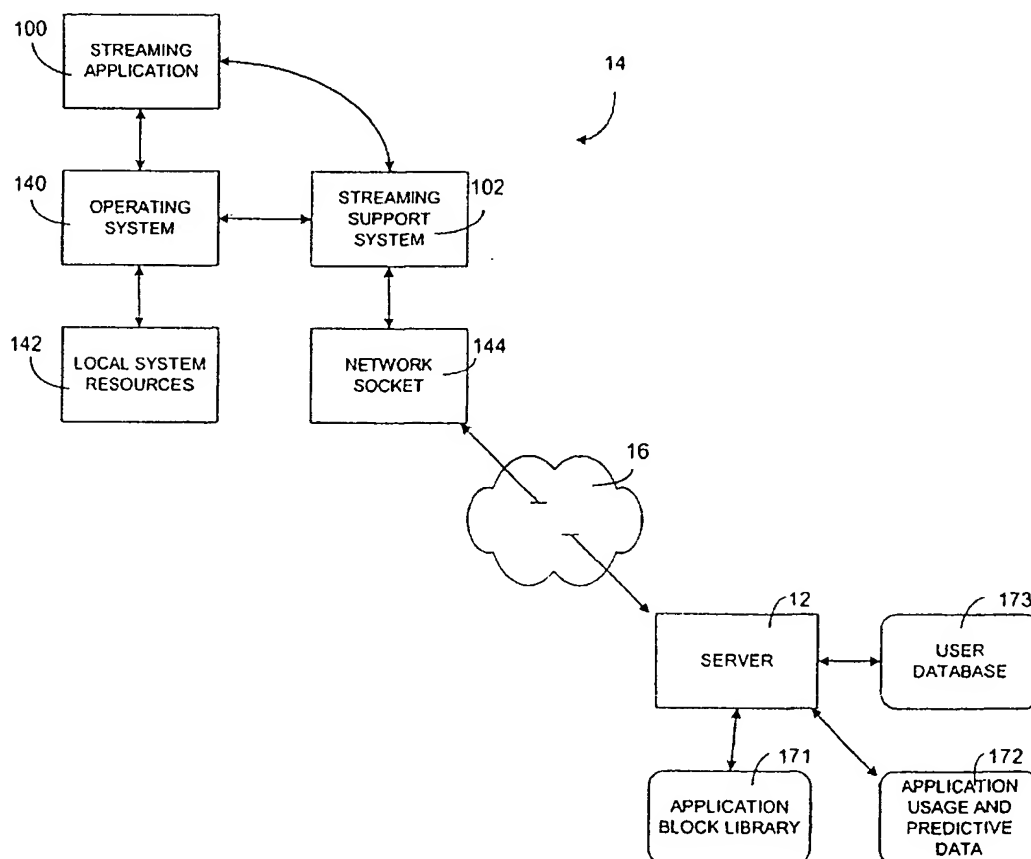 100
STREAMING
APPLICATION
14
140
OPERATING
SYSTEM
102
STREAMING
SUPPORT
SYSTEM
142
LOCAL SYSTEM
RESOURCES
144
NETWORK
SOCKET
16
12
SERVER
173
USER
DATABASE
171
APPLICATION
BLOCK LIBRARY
172
APPLICATION
USAGE AND
PREDICTIVE
DATA